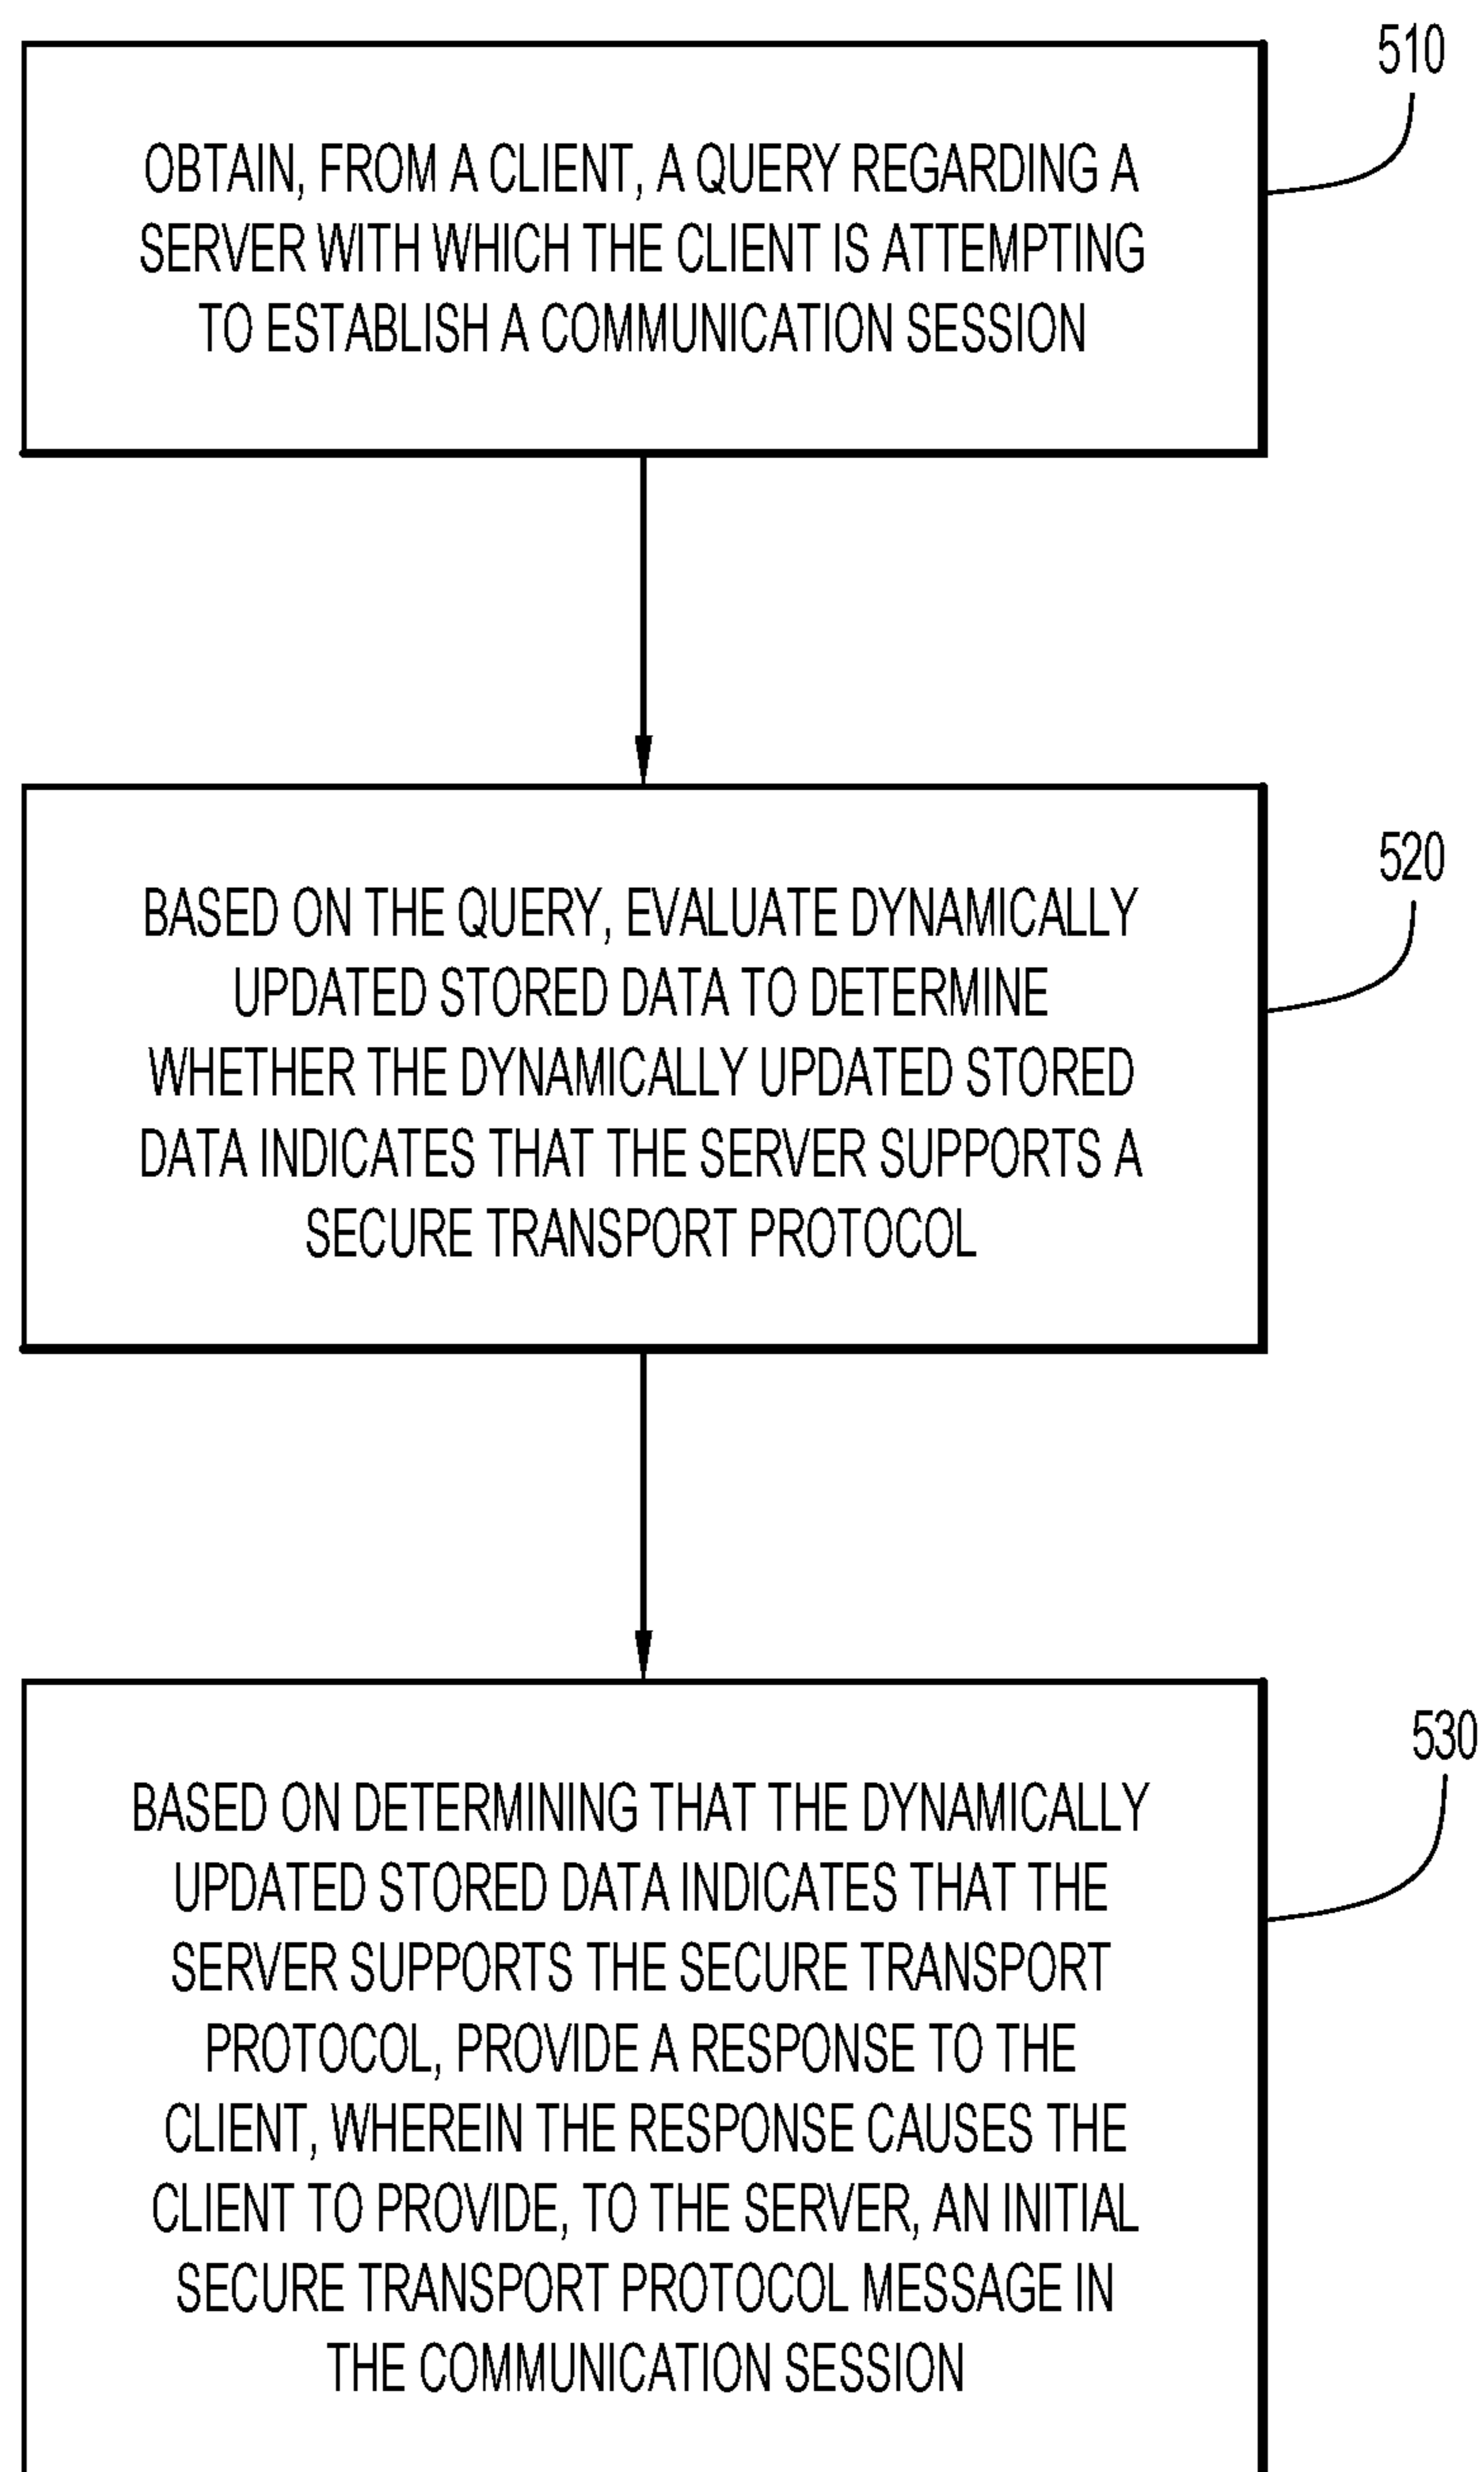 510
OBTAIN, FROM A CLIENT, A QUERY REGARDING A
SERVER WITH WHICH THE CLIENT IS ATTEMPTING
TO ESTABLISH A COMMUNICATION SESSION
520
BASED ON THE QUERY, EVALUATE DYNAMICALLY
UPDATED STORED DATA TO DETERMINE
WHETHER THE DYNAMICALLY UPDATED STORED
DATA INDICATES THAT THE SERVER SUPPORTS A
SECURE TRANSPORT PROTOCOL
530
BASED ON DETERMINING THAT THE DYNAMICALLY
UPDATED STORED DATA INDICATES THAT THE
SERVER SUPPORTS THE SECURE TRANSPORT
PROTOCOL, PROVIDE A RESPONSE TO THE
CLIENT, WHEREIN THE RESPONSE CAUSES THE
CLIENT TO PROVIDE, TO THE SERVER, AN INITIAL
SECURE TRANSPORT PROTOCOL MESSAGE IN
THE COMMUNICATION SESSION